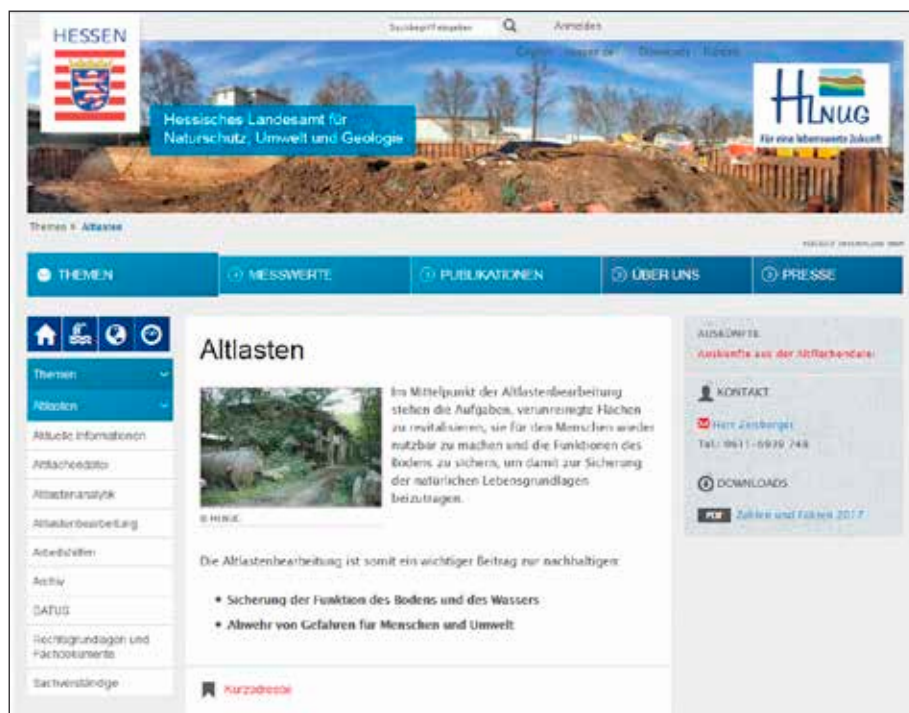 HESSEN
Suchbegriff eingeben
Anmelden
English
Downloads
Hessisches Landesamt für
Naturschutz, Umwelt und Geologie
HLNUG
Für eine lebenswerte Zukunft
Themen » Altlasten
THEMEN
MESSWERTE
PUBLIKATIONEN
ÜBER UNS
PRESSE
Themen
Altlasten
Aktuelle Informationen
Altflächendatei
Altlastenanalytik
Altlastenbearbeitung
Arbeitshilfen
Archiv
DATUS
Rechtsgrundlagen und
Fachdokumente
Sachverständige
Altlasten
Im Mittelpunkt der Altlastenbearbeitung
stehen die Aufgaben, verunreinigte Flächen
zu revitalisieren, sie für den Menschen wieder
nutzbar zu machen und die Funktionen des
Bodens zu sichern, um damit zur Sicherung
der natürlichen Lebensgrundlagen
beizutragen.
© HLNUG
Die Altlastenbearbeitung ist somit ein wichtiger Beitrag zur nachhaltigen:
• Sicherung der Funktion des Bodens und des Wassers
• Abwehr von Gefahren für Menschen und Umwelt
Kurzadresse
AUSKÜNFTE
Auskünfte aus der Altflächendatei
KONTAKT
Herr Zeisberger
Tel.: 0611-6939 748
DOWNLOADS
PDF Zahlen und Fakten 2017